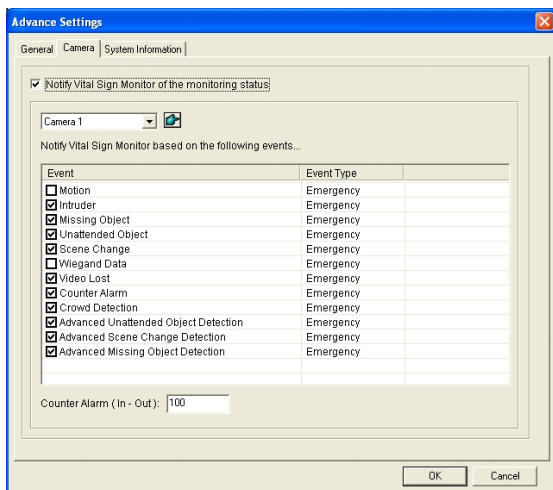 Advance Settings
General Camera System Information
Notify Vital Sign Monitor of the monitoring status
Camera 1
Notify Vital Sign Monitor based on the following events...
Event Event Type
Motion Emergency
Intruder Emergency
Missing Object Emergency
Unattended Object Emergency
Scene Change Emergency
Wiegand Data Emergency
Video Lost Emergency
Counter Alarm Emergency
Crowd Detection Emergency
Advanced Unattended Object Detection Emergency
Advanced Scene Change Detection Emergency
Advanced Missing Object Detection Emergency
Counter Alarm ( In - Out ): 100
OK Cancel